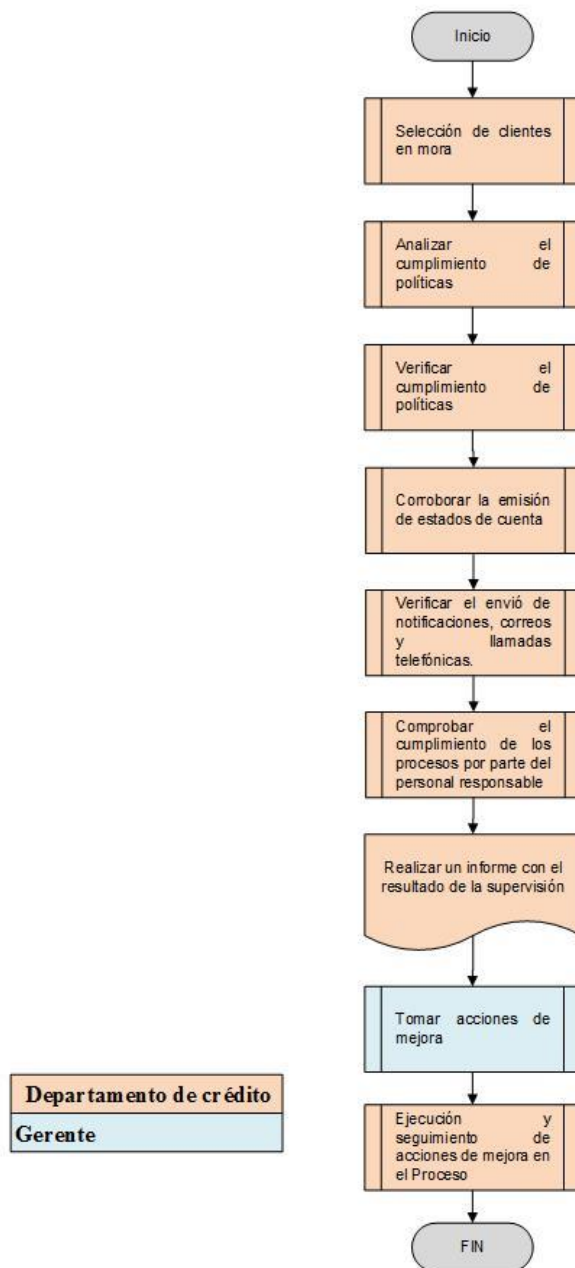 Inicio
Selección de clientes
en mora
Analizar el
cumplimiento de
políticas
Verificar el
cumplimiento de
políticas
Corroborar la emisión
de estados de cuenta
Verificar el envió de
notificaciones, correos
y llamadas
telefónicas.
Comprobar el
cumplimiento de los
procesos por parte del
personal responsable
Realizar un informe con el
resultado de la supervisión
Tomar acciones de
mejora
Ejecución y
seguimiento de
acciones de mejora en
el Proceso
FIN
Departamento de crédito
Gerente